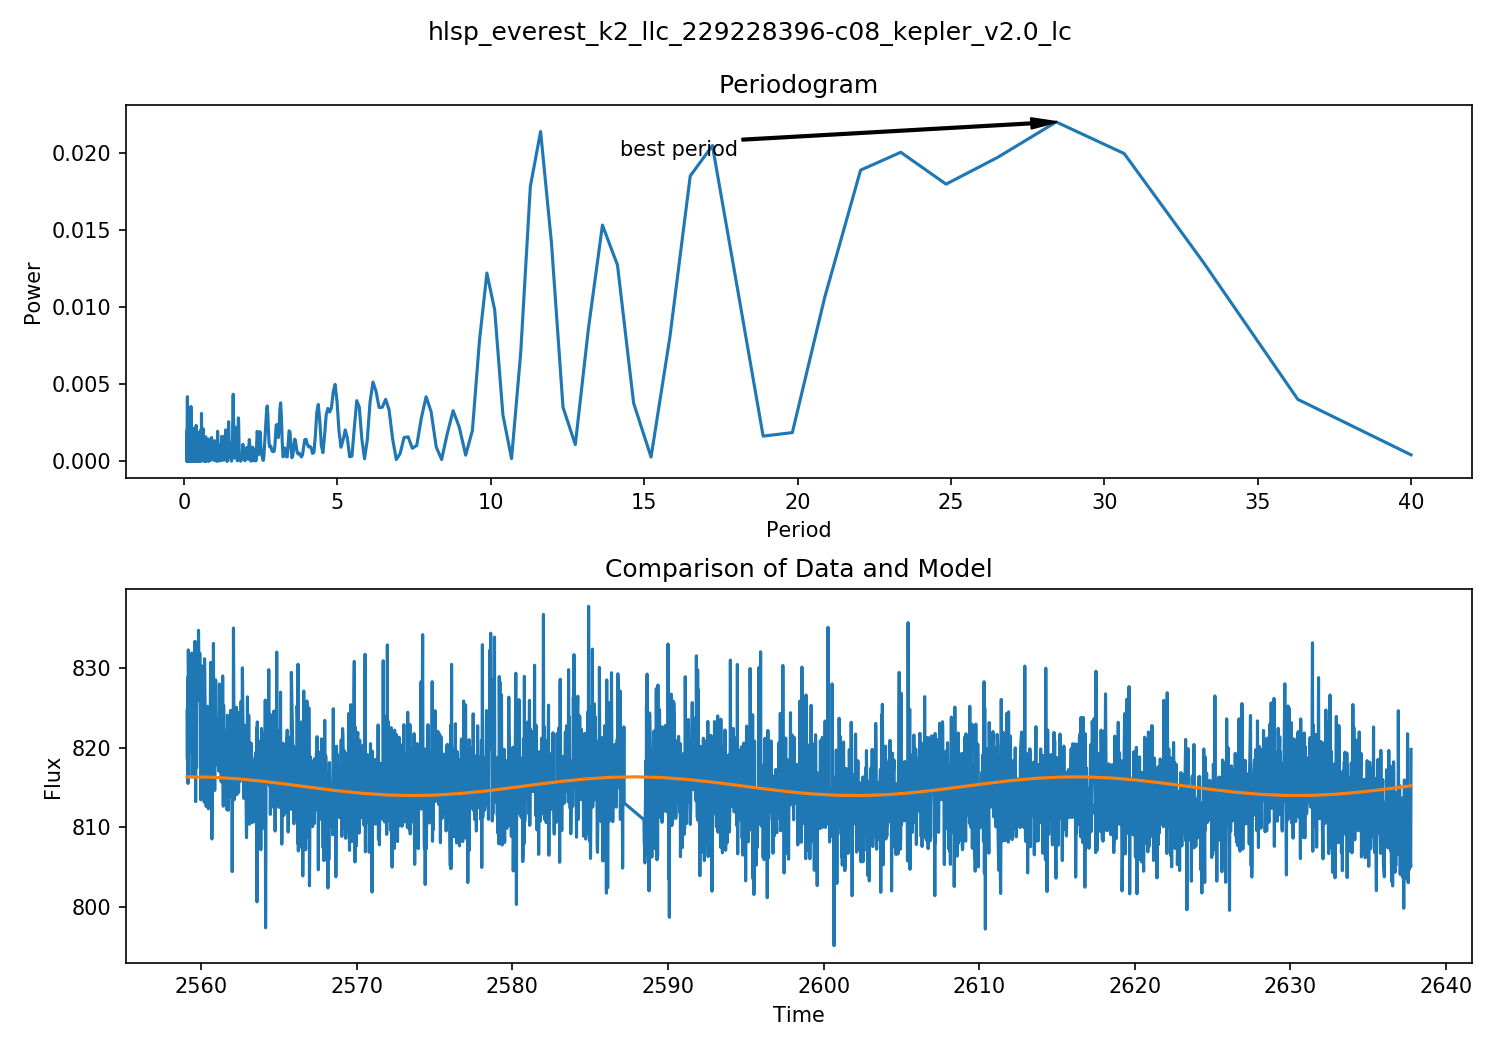 hlsp_everest_k2_llc_229228396-c08_kepler_v2.0_lc
Periodogram
best period
0.020
0.015
0.010
0.005
0.000
Power
0 5 10 15 20 25 30 35 40
Period
Comparison of Data and Model
830
820
810
800
Flux
2560 2570 2580 2590 2600 2610 2620 2630 2640
Time